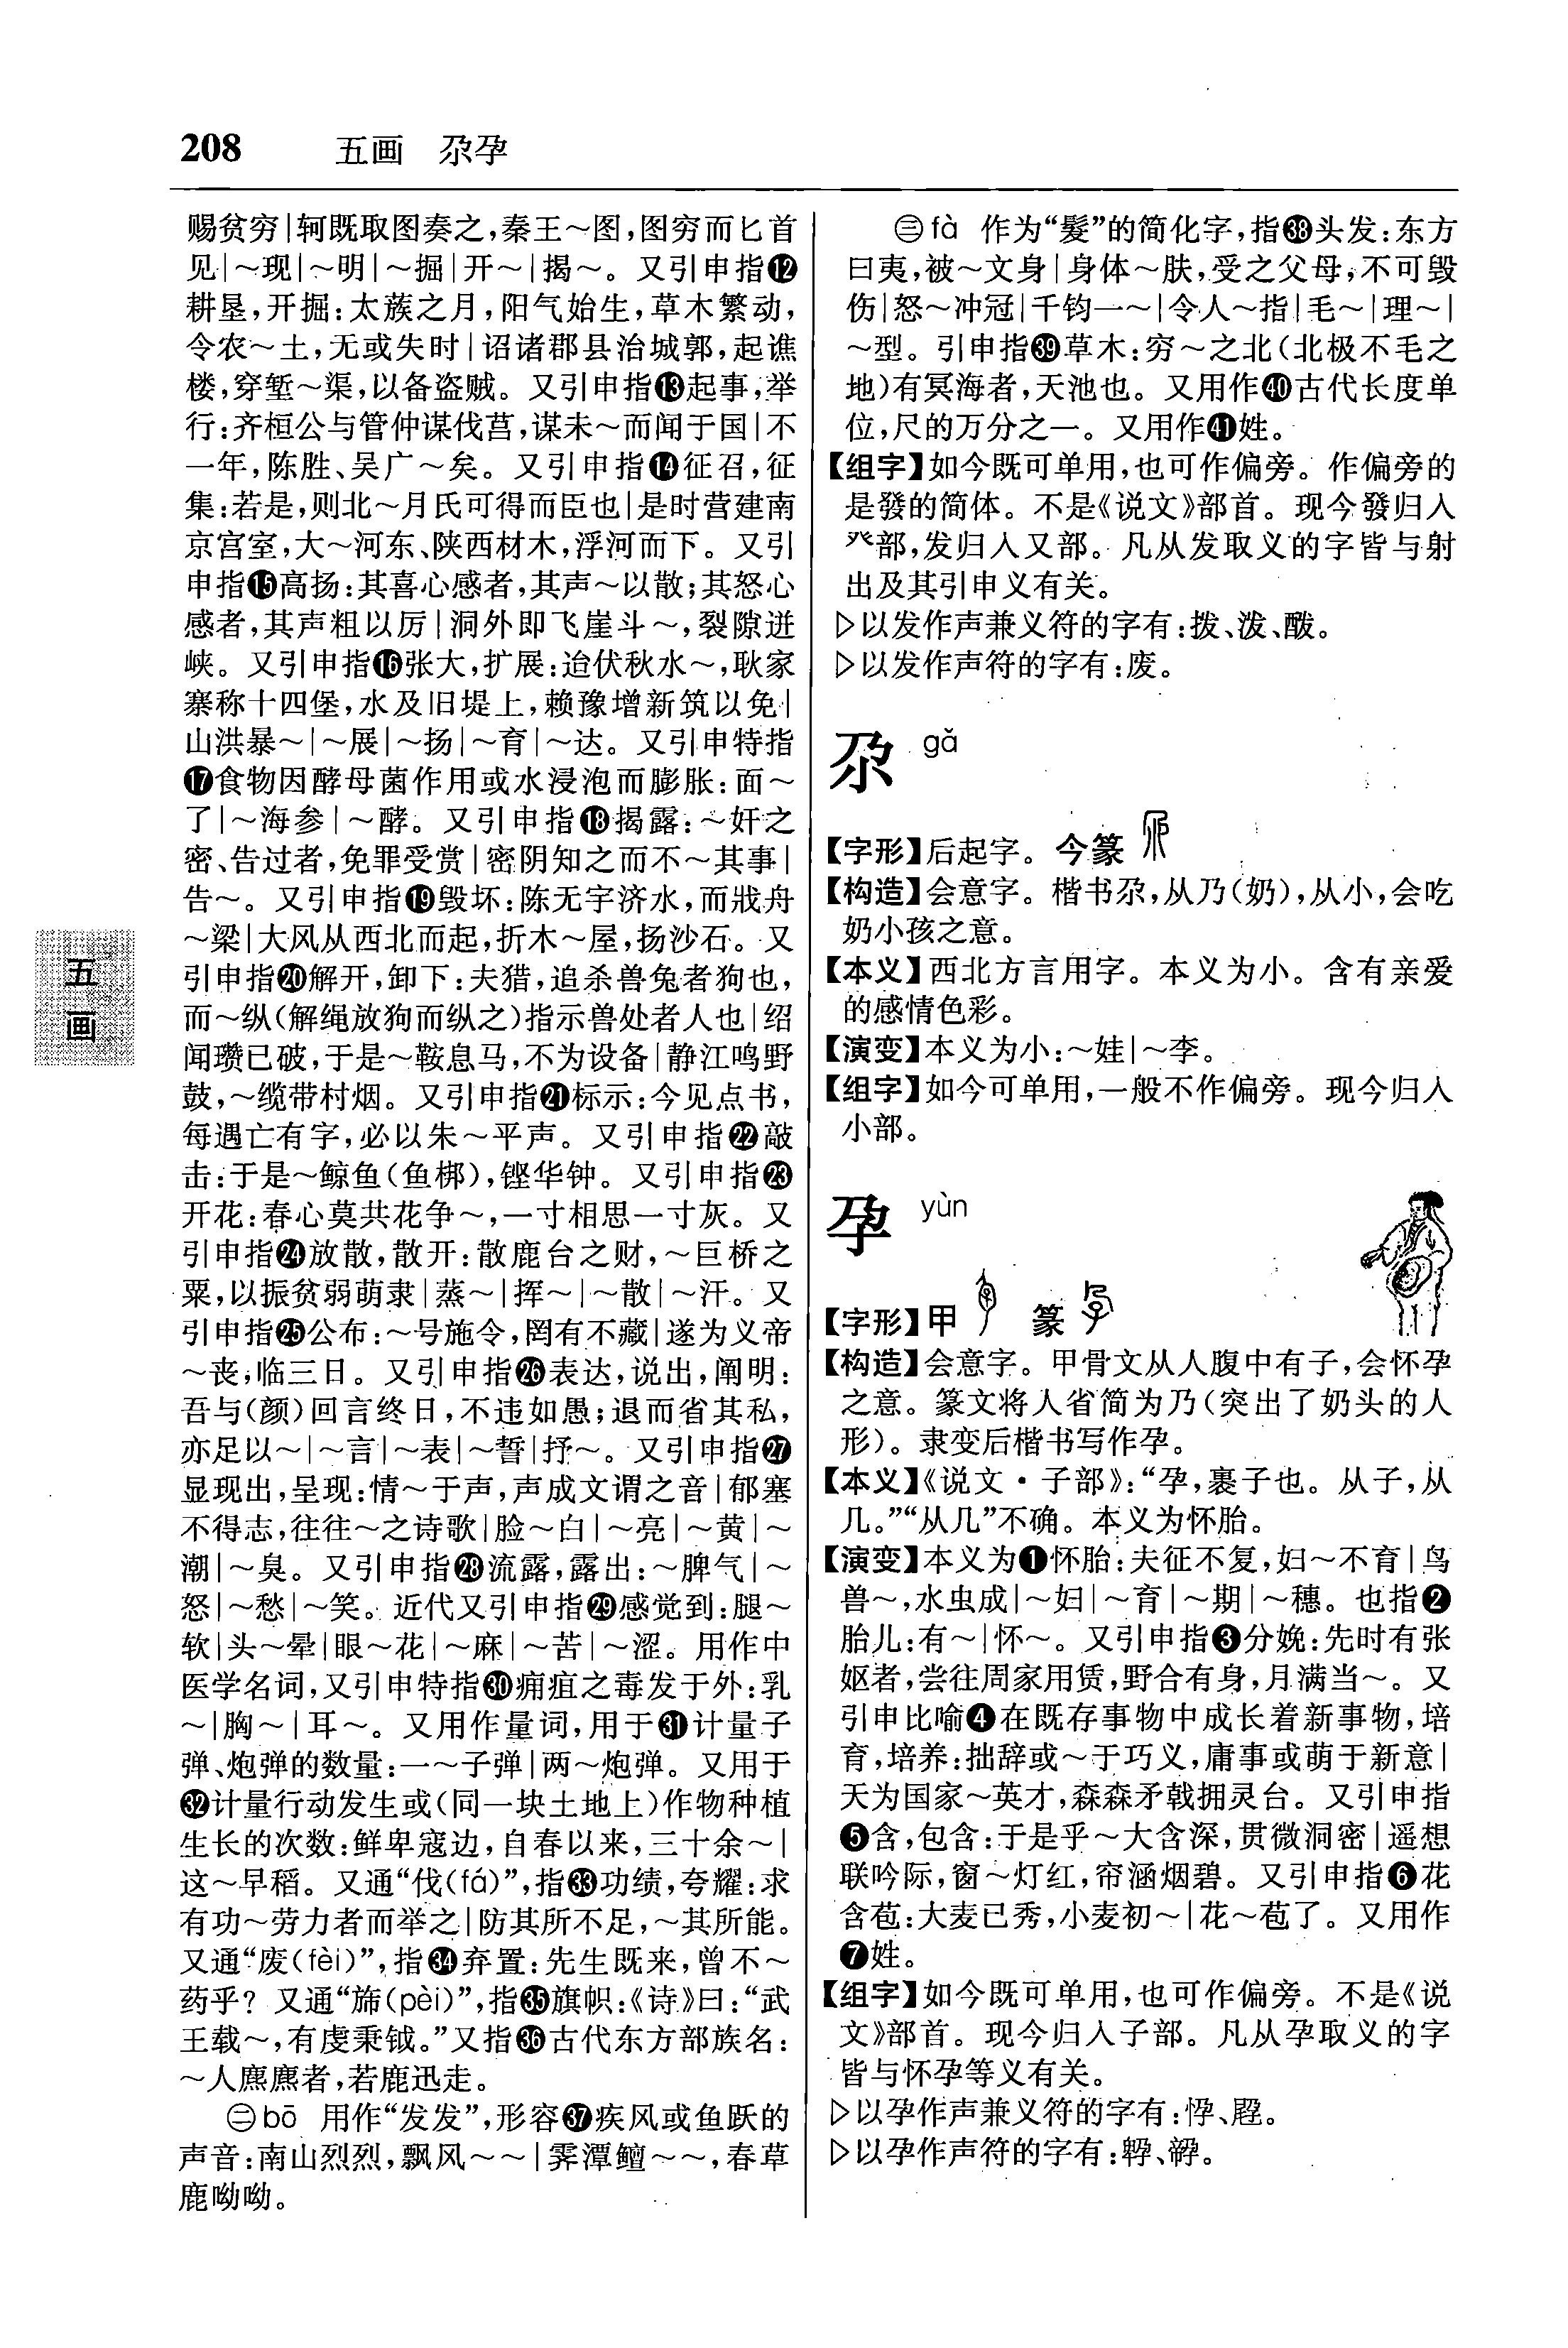 208 五画 尕孕
赐贫穷|轲既取图奏之,秦王～图,图穷而匕首
见|～现|～明|～掘|开～|揭～。又引申指⓬
耕垦,开掘:太蔟之月,阳气始生,草木繁动,
令农～土,无或失时|诏诸郡县治城郭,起谯
楼,穿堑～渠,以备盗贼。又引申指⓭起事,举
行:齐桓公与管仲谋伐莒,谋未～而闻于国|不
一年,陈胜、吴广～矣。又引申指⓮征召,征
集:若是,则北～月氏可得而臣也|是时营建南
京宫室,大～河东、陕西材木,浮河而下。又引
申指⓯高扬:其喜心感者,其声～以散;其怒心
感者,其声粗以厉|洞外即飞崖斗～,裂隙迸
峡。又引申指⓰张大,扩展:迨伏秋水～,耿家
寨称十四堡,水及旧堤上,赖豫增新筑以免|
山洪暴～|～展|～扬|～育|～达。又引申特指
⓱食物因酵母菌作用或水浸泡而膨胀:面～
了|～海参|～酵。又引申指⓲揭露:～奸之
密、告过者,免罪受赏|密阴知之而不～其事|
告～。又引申指⓳毁坏:陈无宇济水,而戕舟
～梁|大风从西北而起,折木～屋,扬沙石。又
引申指⓴解开,卸下:夫猎,追杀兽兔者狗也,
而～纵(解绳放狗而纵之)指示兽处者人也|绍
闻瓒已破,于是～鞍息马,不为设备|静江鸣野
鼓,～缆带村烟。又引申指㉑标示:今见点书,
每遇亡有字,必以朱～平声。又引申指㉒敲
击:于是～鲸鱼(鱼梆),铿华钟。又引申指㉓
开花:春心莫共花争～,一寸相思一寸灰。又
引申指㉔放散,散开:散鹿台之财,～巨桥之
粟,以振贫弱萌隶|蒸～|挥～|～散|～汗。又
引申指㉕公布:～号施令,罔有不藏|遂为义帝
～丧,临三日。又引申指㉖表达,说出,阐明:
吾与(颜)回言终日,不违如愚;退而省其私,
亦足以～|～言|～表|～誓|抒～。又引申指㉗
显现出,呈现:情～于声,声成文谓之音|郁塞
不得志,往往～之诗歌|脸～白|～亮|～黄|～
潮|～臭。又引申指㉘流露,露出:～脾气|～
怒|～愁|～笑。近代又引申指㉙感觉到:腿～
软|头～晕|眼～花|～麻|～苦|～涩。用作中
医学名词,又引申特指㉚痈疽之毒发于外:乳
～|胸～|耳～。又用作量词,用于㉛计量子
弹、炮弹的数量:一～子弹|两～炮弹。又用于
㉜计量行动发生或(同一块土地上)作物种植
生长的次数:鲜卑寇边,自春以来,三十余～|
这～早稻。又通“伐(fá)”,指㉝功绩,夸耀:求
有功～劳力者而举之|防其所不足,～其所能。
又通“废(fèi)”,指㉞弃置:先生既来,曾不～
药乎?又通“旆(pèi)”,指㉟旗帜:《诗》曰:“武
王载～,有虔秉钺。”又指㊱古代东方部族名:
～人麃麃者,若鹿迅走。
㊁bō 用作“发发”,形容㊲疾风或鱼跃的
声音:南山烈烈,飘风～～|霁潭鳣～～,春草
鹿呦呦。
㊂fà 作为“髮”的简化字,指㊳头发:东方
曰夷,被～文身|身体～肤,受之父母,不可毁
伤|怒～冲冠|千钧一～|令人～指|毛～|理～|
～型。引申指㊴草木:穷～之北(北极不毛之
地)有冥海者,天池也。又用作㊵古代长度单
位,尺的万分之一。又用作㊶姓。
【组字】如今既可单用,也可作偏旁。作偏旁的
是發的简体。不是《说文》部首。现今發归入
癶部,发归入又部。凡从发取义的字皆与射
出及其引申义有关。
▷以发作声兼义符的字有:拨、泼、酸。
▷以发作声符的字有:废。
尕 gǎ
【字形】后起字。今篆
【构造】会意字。楷书尕,从乃(奶),从小,会吃
奶小孩之意。
【本义】西北方言用字。本义为小。含有亲爱
的感情色彩。
【演变】本义为小:～娃|～李。
【组字】如今可单用,一般不作偏旁。现今归入
小部。
孕 yùn
【字形】甲 篆
【构造】会意字。甲骨文从人腹中有子,会怀孕
之意。篆文将人省简为乃(突出了奶头的人
形)。隶变后楷书写作孕。
【本义】《说文·子部》:“孕,裹子也。从子,从
几。”“从几”不确。本义为怀胎。
【演变】本义为❶怀胎:夫征不复,妇～不育|鸟
兽～,水虫成|～妇|～育|～期|～穗。也指❷
胎儿:有～|怀～。又引申指❸分娩:先时有张
妪者,尝往周家用赁,野合有身,月满当～。又
引申比喻❹在既存事物中成长着新事物,培
育,培养:拙辞或～于巧义,庸事或萌于新意|
天为国家～英才,森森矛戟拥灵台。又引申指
❺含,包含:于是乎～大含深,贯微洞密|遥想
联吟际,窗～灯红,帘涵烟碧。又引申指❻花
含苞:大麦已秀,小麦初～|花～苞了。又用作
❼姓。
【组字】如今既可单用,也可作偏旁。不是《说
文》部首。现今归入子部。凡从孕取义的字
皆与怀孕等义有关。
▷以孕作声兼义符的字有:
▷以孕作声符的字有:
五
画